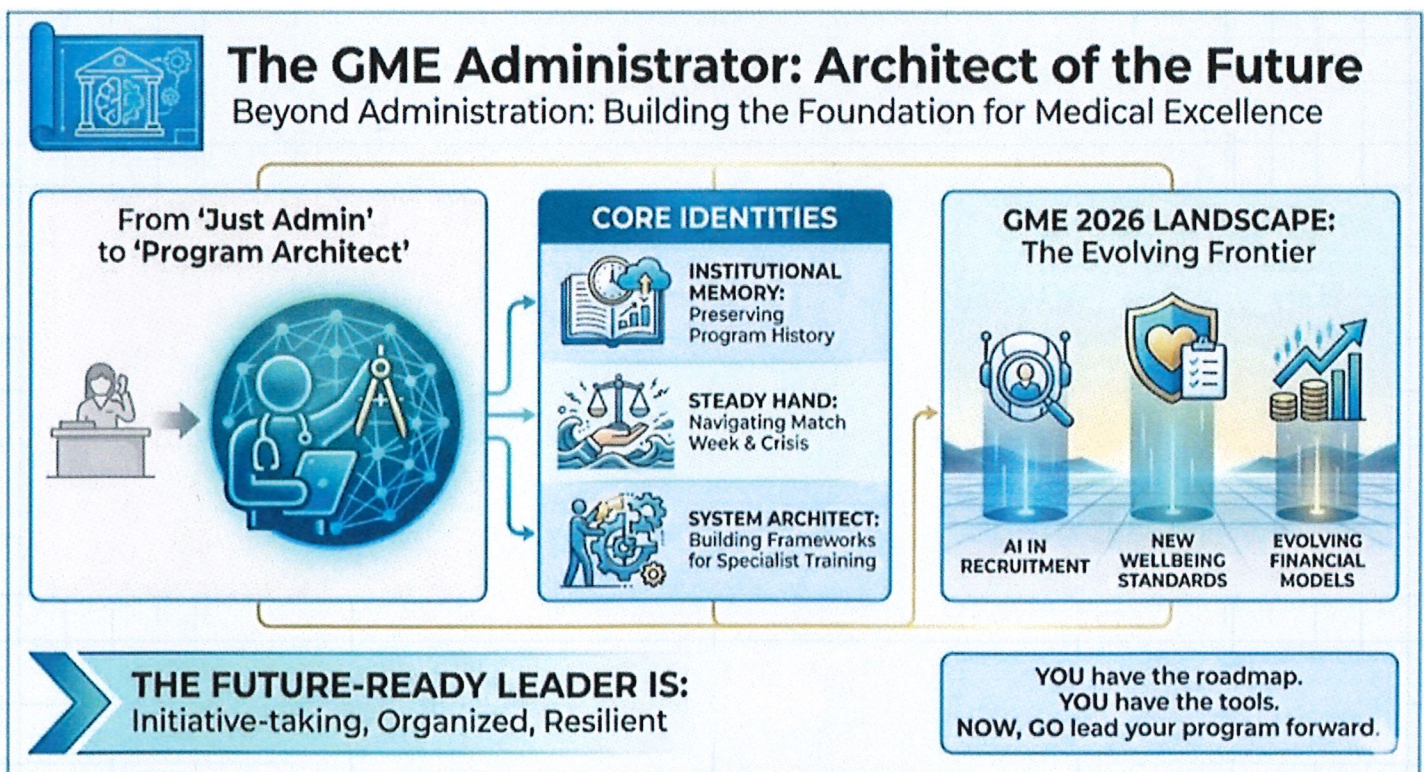 The GME Administrator: Architect of the Future
Beyond Administration: Building the Foundation for Medical Excellence
From ‘Just Admin’
to ‘Program Architect’
CORE IDENTITIES
INSTITUTIONAL
MEMORY:
Preserving
Program History
STEADY HAND:
Navigating Match
Week & Crisis
SYSTEM ARCHITECT:
Building Frameworks
for Specialist Training
GME 2026 LANDSCAPE:
The Evolving Frontier
AI IN
RECRUITMENT
NEW
WELLBEING
STANDARDS
EVOLVING
FINANCIAL
MODELS
THE FUTURE-READY LEADER IS:
Initiative-taking, Organized, Resilient
YOU have the roadmap.
YOU have the tools.
NOW, GO lead your program forward.